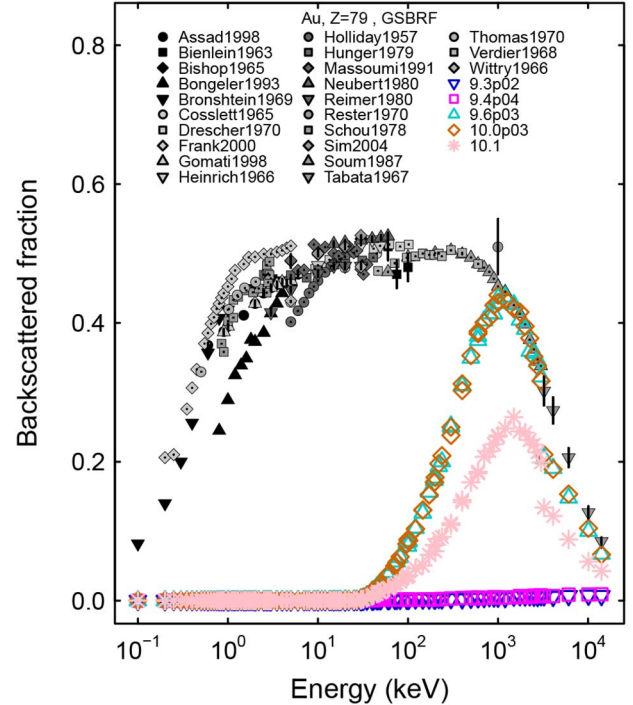 Au, Z=79 , GSBRF
Assad1998
Bienlein1963
Bishop1965
Bongeler1993
Bronshtein1969
Cosslett1965
Drescher1970
Frank2000
Gomati1998
Heinrich1966
Holliday1957
Hunger1979
Massoumi1991
Neubert1980
Reimer1980
Rester1970
Schou1978
Sim2004
Soum1987
Tabata1967
Thomas1970
Verdier1968
Wittry1966
9.3p02
9.4p04
9.6p03
10.0p03
10.1
Backscattered fraction
0.8
0.6
0.4
0.2
0.0
10⁻¹ 10⁰ 10¹ 10² 10³ 10⁴
Energy (keV)